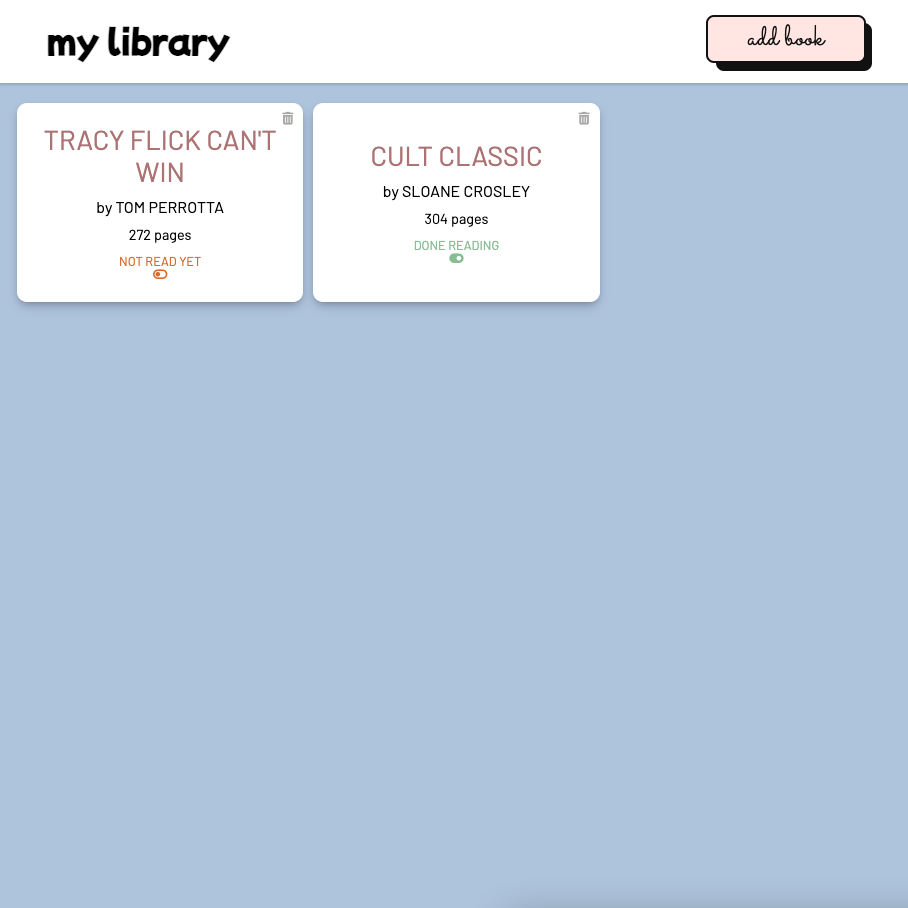 my library
add book
TRACY FLICK CAN'T
WIN
by TOM PERROTTA
272 pages
NOT READ YET
CULT CLASSIC
by SLOANE CROSLEY
304 pages
DONE READING